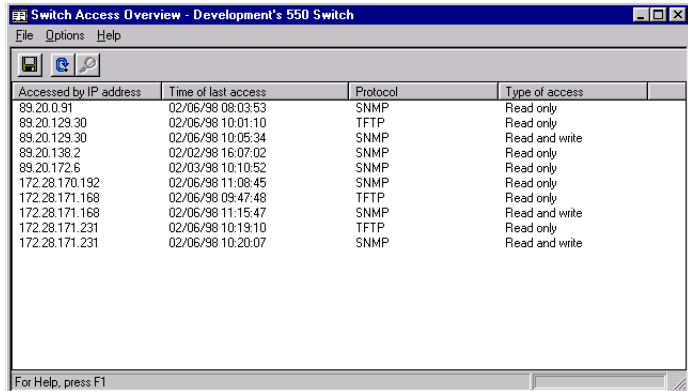 Switch Access Overview - Development's 550 Switch
File Options Help
Accessed by IP address Time of last access Protocol Type of access
89.20.0.91 02/06/98 08:03:53 SNMP Read only
89.20.129.30 02/06/98 10:01:10 TFTP Read only
89.20.129.30 02/06/98 10:05:34 SNMP Read and write
89.20.138.2 02/02/98 16:07:02 SNMP Read only
89.20.172.6 02/03/98 10:10:52 SNMP Read only
172.28.170.192 02/06/98 11:08:45 SNMP Read only
172.28.171.168 02/06/98 09:47:48 TFTP Read only
172.28.171.168 02/06/98 11:15:47 SNMP Read and write
172.28.171.231 02/06/98 10:19:10 TFTP Read only
172.28.171.231 02/06/98 10:20:07 SNMP Read and write
For Help, press F1